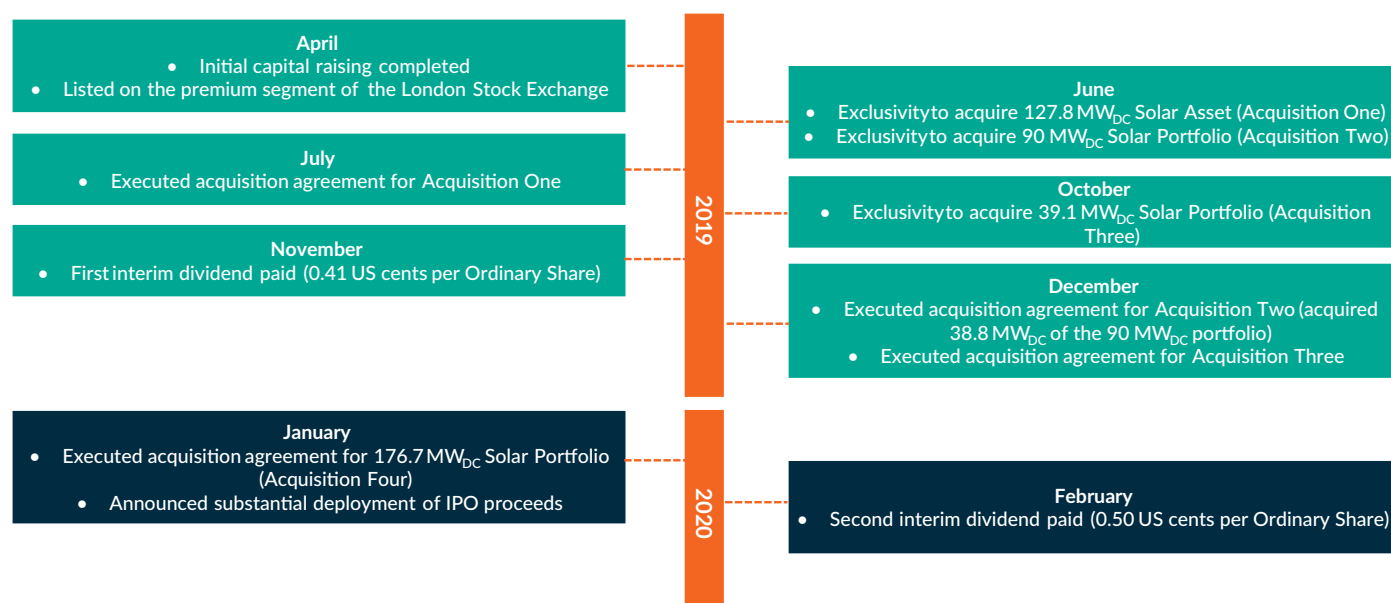 April
• Initial capital raising completed
• Listed on the premium segment of the London Stock Exchange
June
• Exclusivityto acquire 127.8 MWDC Solar Asset (Acquisition One)
• Exclusivityto acquire 90 MWDC Solar Portfolio (Acquisition Two)
July
• Executed acquisition agreement for Acquisition One
2019
October
• Exclusivityto acquire 39.1 MWDC Solar Portfolio (Acquisition
Three)
November
• First interim dividend paid (0.41 US cents per Ordinary Share)
December
• Executed acquisition agreement for Acquisition Two (acquired
38.8 MWDC of the 90 MWDC portfolio)
• Executed acquisition agreement for Acquisition Three
January
• Executed acquisition agreement for 176.7 MWDC Solar Portfolio
(Acquisition Four)
• Announced substantial deployment of IPO proceeds
2020
February
• Second interim dividend paid (0.50 US cents per Ordinary Share)